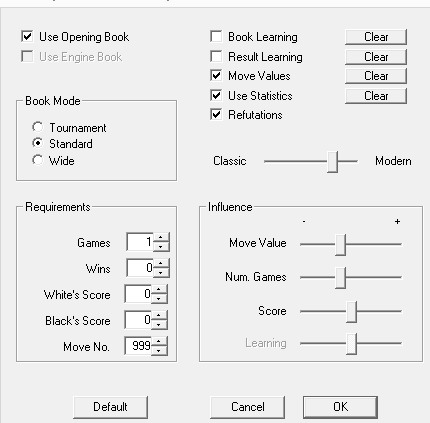 Use Opening Book
Use Engine Book
Book Learning Clear
Result Learning Clear
Move Values Clear
Use Statistics Clear
Refutations
Book Mode
Tournament
Standard
Wide
Classic Modern
Requirements
Games 1
Wins 0
White's Score 0
Black's Score 0
Move No. 999
Influence
- +
Move Value
Num. Games
Score
Learning
Default Cancel OK